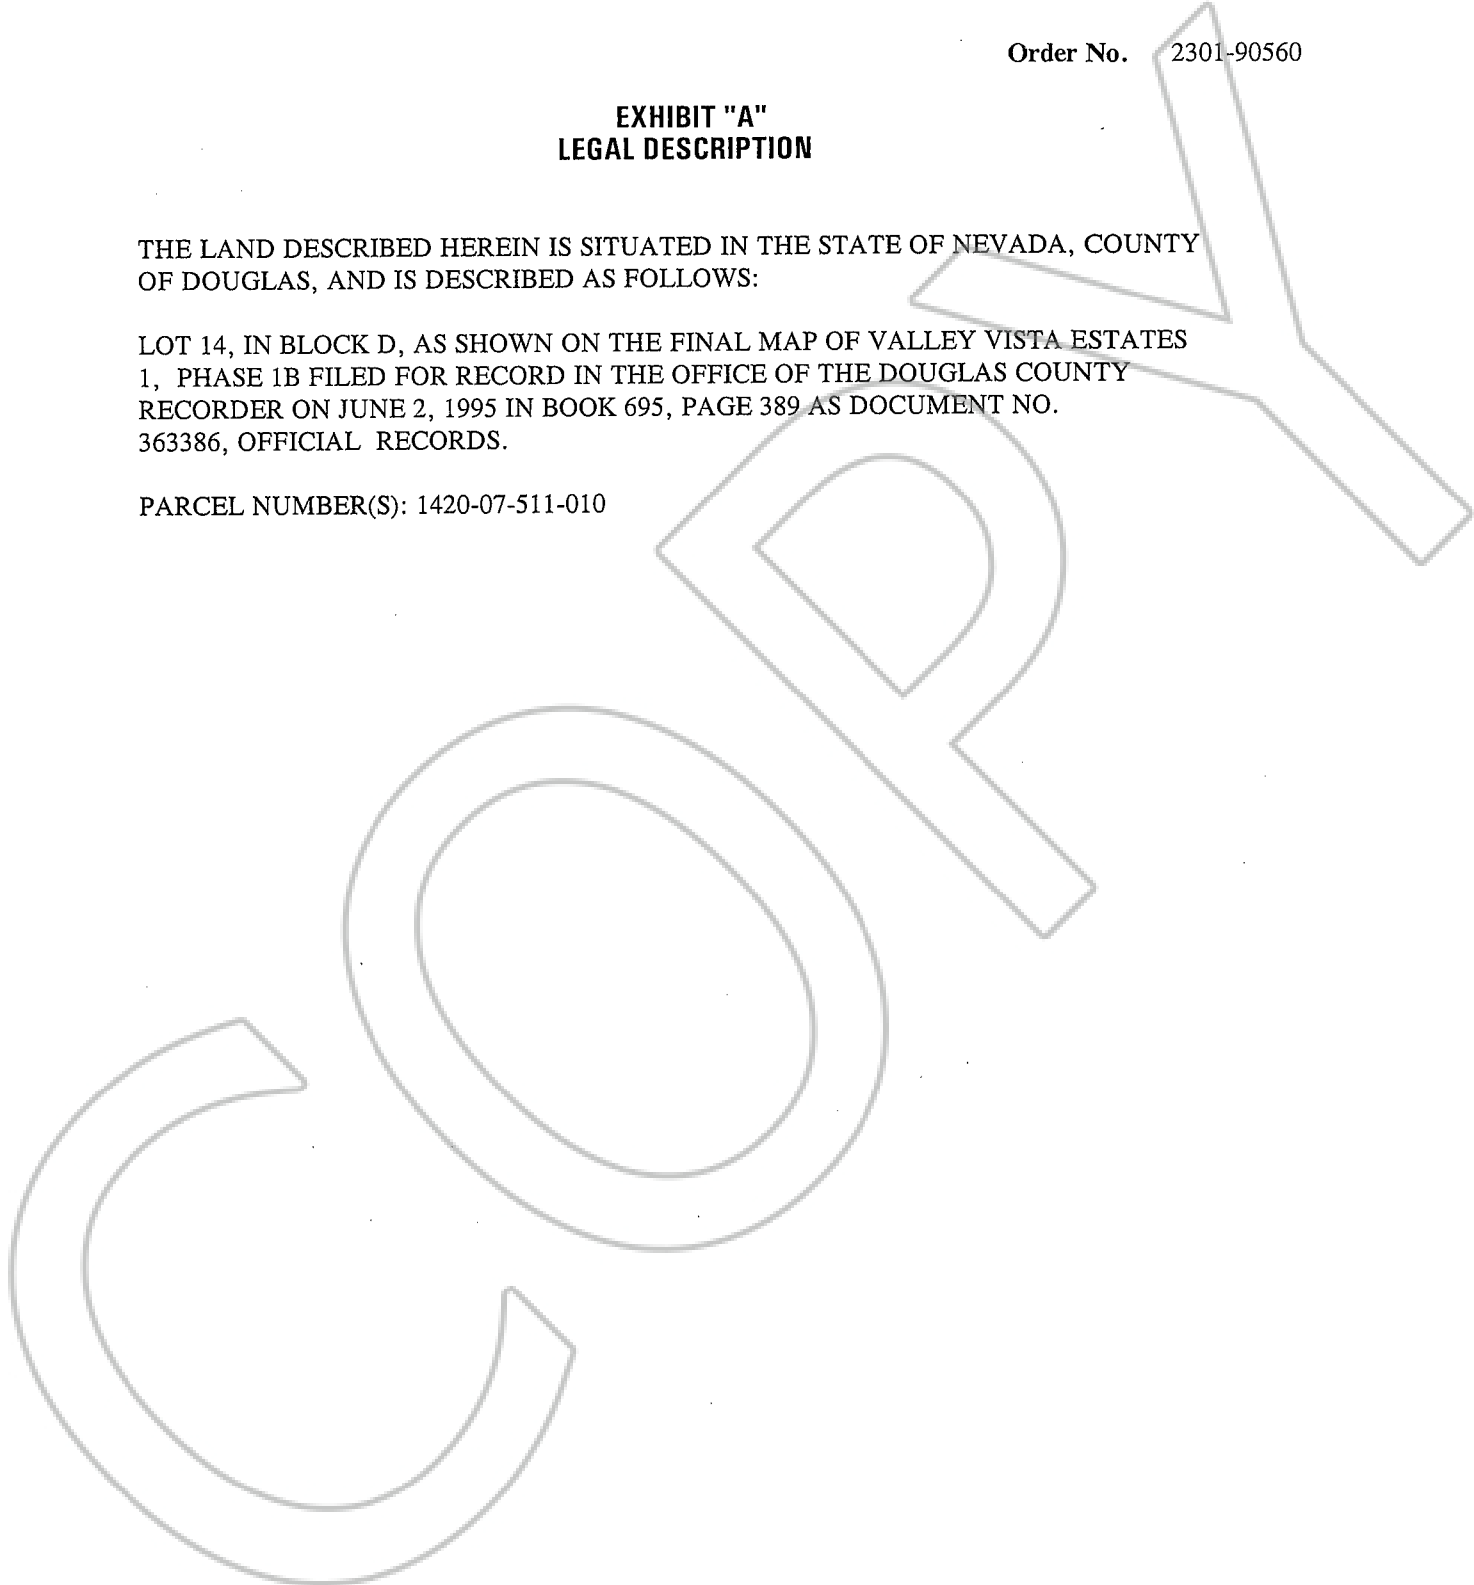 Order No. 2301-90560
EXHIBIT "A"
LEGAL DESCRIPTION
THE LAND DESCRIBED HEREIN IS SITUATED IN THE STATE OF NEVADA, COUNTY
OF DOUGLAS, AND IS DESCRIBED AS FOLLOWS:
LOT 14, IN BLOCK D, AS SHOWN ON THE FINAL MAP OF VALLEY VISTA ESTATES
1, PHASE 1B FILED FOR RECORD IN THE OFFICE OF THE DOUGLAS COUNTY
RECORDER ON JUNE 2, 1995 IN BOOK 695, PAGE 389 AS DOCUMENT NO.
363386, OFFICIAL RECORDS.
PARCEL NUMBER(S): 1420-07-511-010
COPY